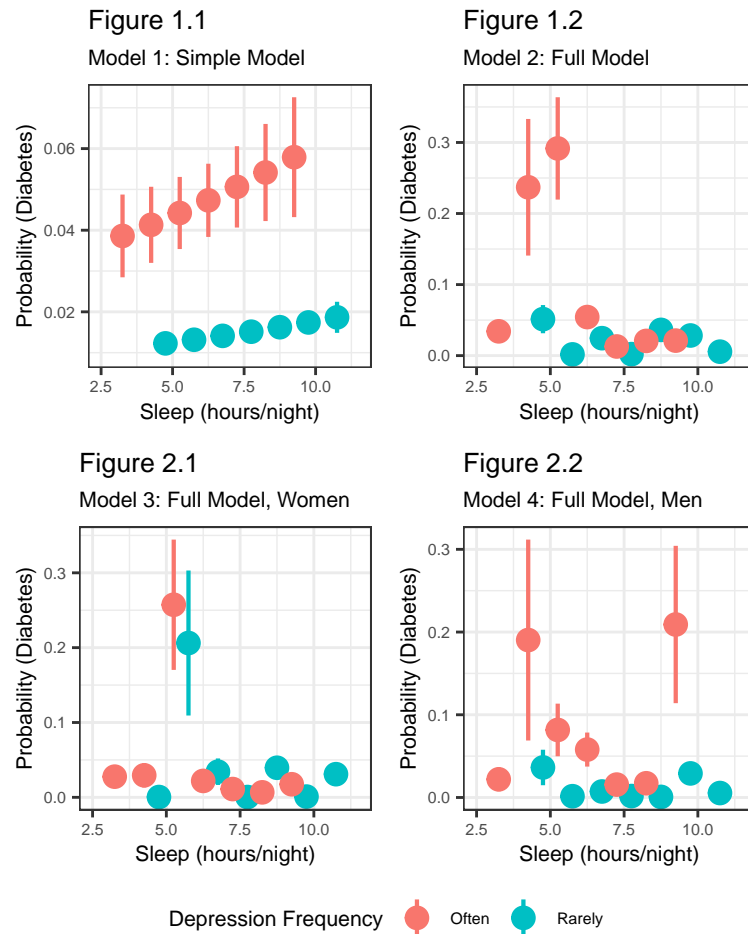 Figure 1.1
Model 1: Simple Model
Probability (Diabetes)
0.06
0.04
0.02
2.5 5.0 7.5 10.0
Sleep (hours/night)
Figure 1.2
Model 2: Full Model
Probability (Diabetes)
0.3
0.2
0.1
0.0
2.5 5.0 7.5 10.0
Sleep (hours/night)
Figure 2.1
Model 3: Full Model, Women
Probability (Diabetes)
0.3
0.2
0.1
0.0
2.5 5.0 7.5 10.0
Sleep (hours/night)
Figure 2.2
Model 4: Full Model, Men
Probability (Diabetes)
0.3
0.2
0.1
0.0
2.5 5.0 7.5 10.0
Sleep (hours/night)
Depression Frequency Often Rarely